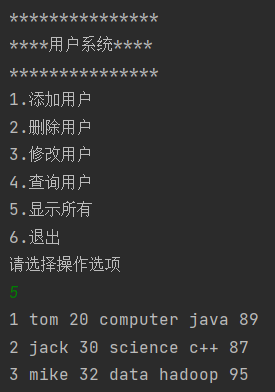 ***************
****用户系统****
***************
1.添加用户
2.删除用户
3.修改用户
4.查询用户
5.显示所有
6.退出
请选择操作选项
5
1 tom 20 computer java 89
2 jack 30 science c++ 87
3 mike 32 data hadoop 95